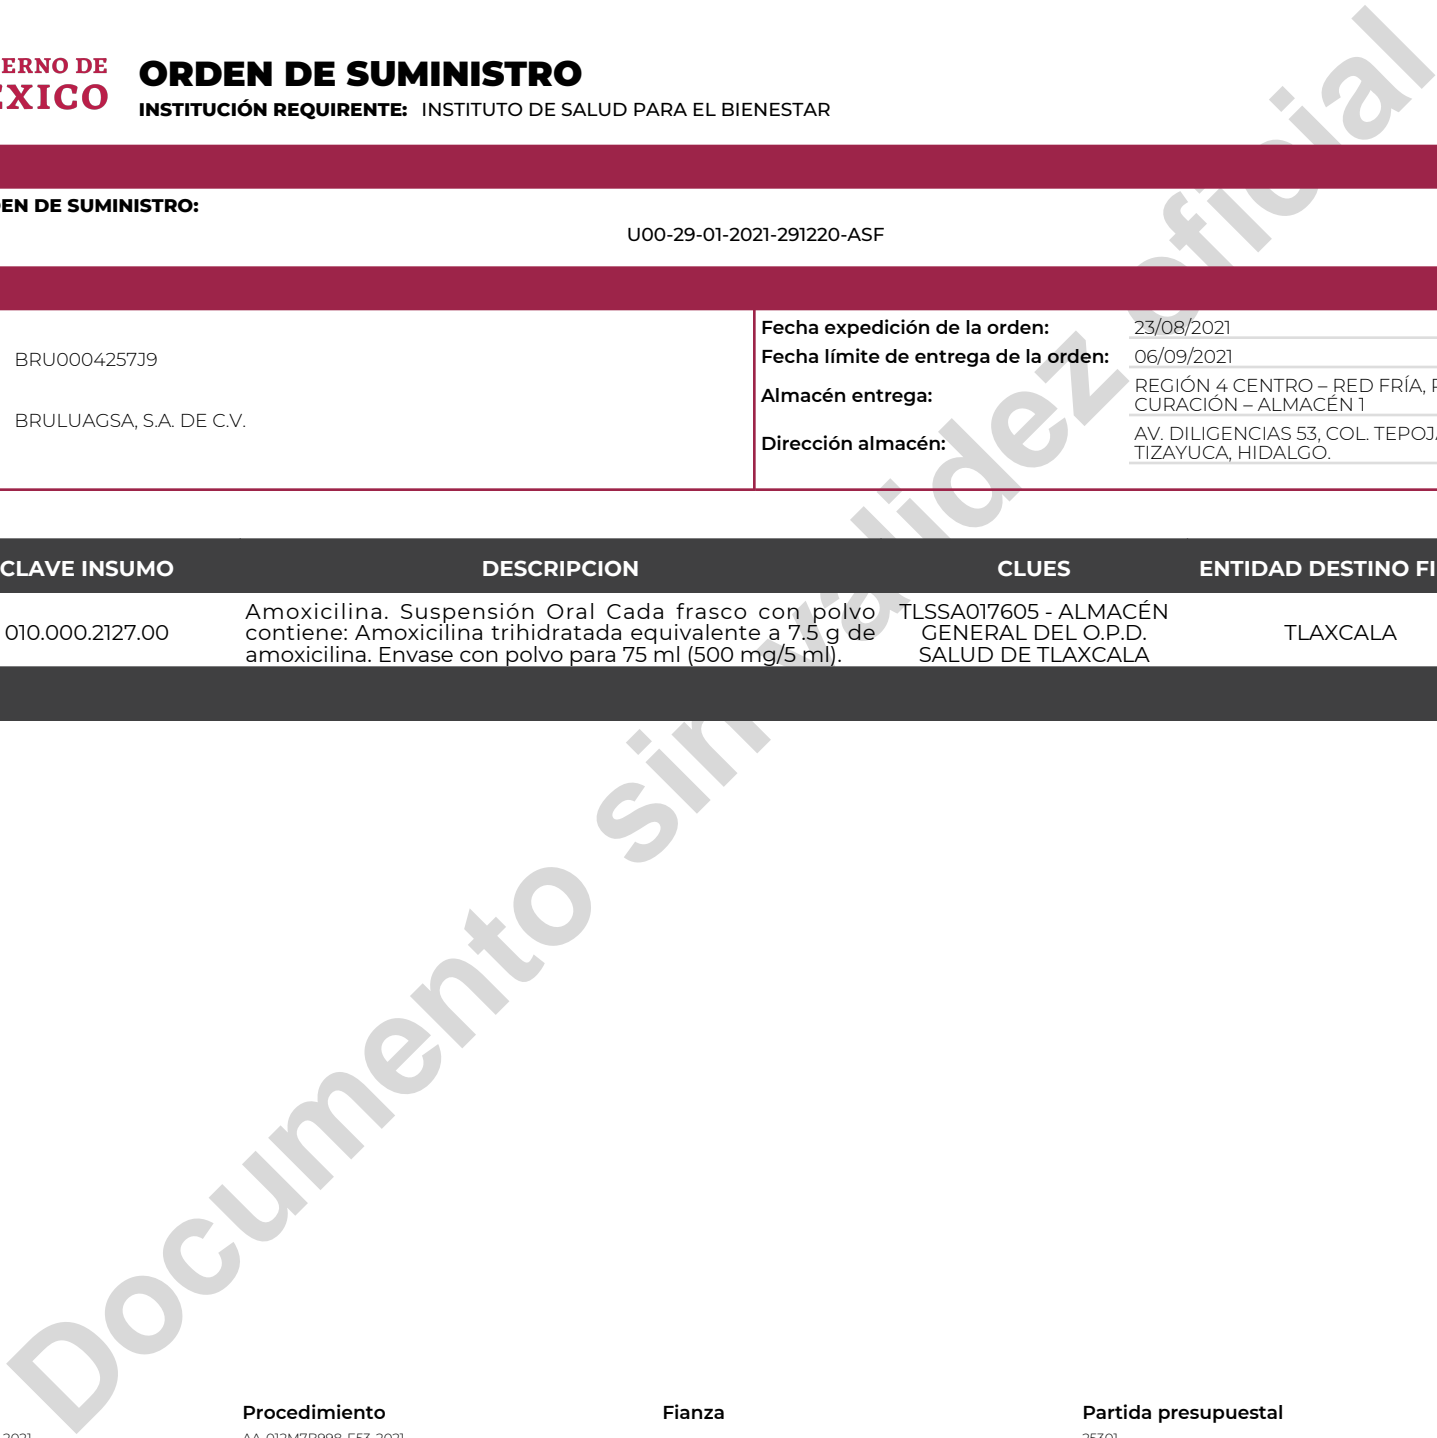 ERNO DE
EXICO
ORDEN DE SUMINISTRO
INSTITUCIÓN REQUIRENTE: INSTITUTO DE SALUD PARA EL BIENESTAR
EN DE SUMINISTRO:
U00-29-01-2021-291220-ASF
BRU0004257J9
BRULUAGSA, S.A. DE C.V.
Fecha expedición de la orden: 23/08/2021
Fecha límite de entrega de la orden: 06/09/2021
Almacén entrega: REGIÓN 4 CENTRO – RED FRÍA,
CURACIÓN – ALMACÉN 1
Dirección almacén: AV. DILIGENCIAS 53, COL. TEPOJ
TIZAYUCA, HIDALGO.
CLAVE INSUMO DESCRIPCION CLUES ENTIDAD DESTINO FI
010.000.2127.00
Amoxicilina. Suspensión Oral Cada frasco con polvo
contiene: Amoxicilina trihidratada equivalente a 7.5 g de
amoxicilina. Envase con polvo para 75 ml (500 mg/5 ml).
TLSSA017605 - ALMACÉN
GENERAL DEL O.P.D.
SALUD DE TLAXCALA
TLAXCALA
Documento sin validez oficial
Procedimiento Fianza Partida presupuestal